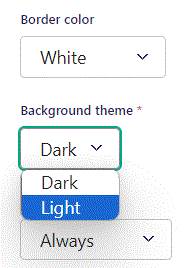 Border color
White
Background theme *
Dark
Dark
Light
Always